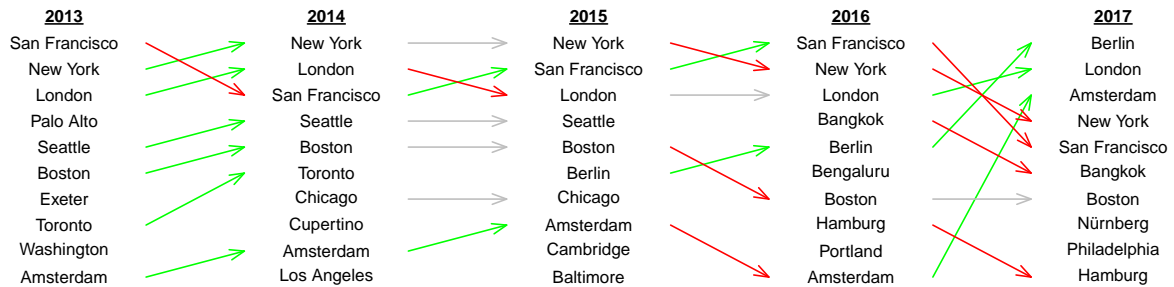 2013 2014 2015 2016 2017
San Francisco New York New York San Francisco Berlin
New York London San Francisco New York London
London San Francisco London London Amsterdam
Palo Alto Seattle Seattle Bangkok New York
Seattle Boston Boston Berlin San Francisco
Boston Toronto Berlin Bengaluru Bangkok
Exeter Chicago Chicago Boston Boston
Toronto Cupertino Amsterdam Hamburg Nürnberg
Washington Amsterdam Cambridge Portland Philadelphia
Amsterdam Los Angeles Baltimore Amsterdam Hamburg